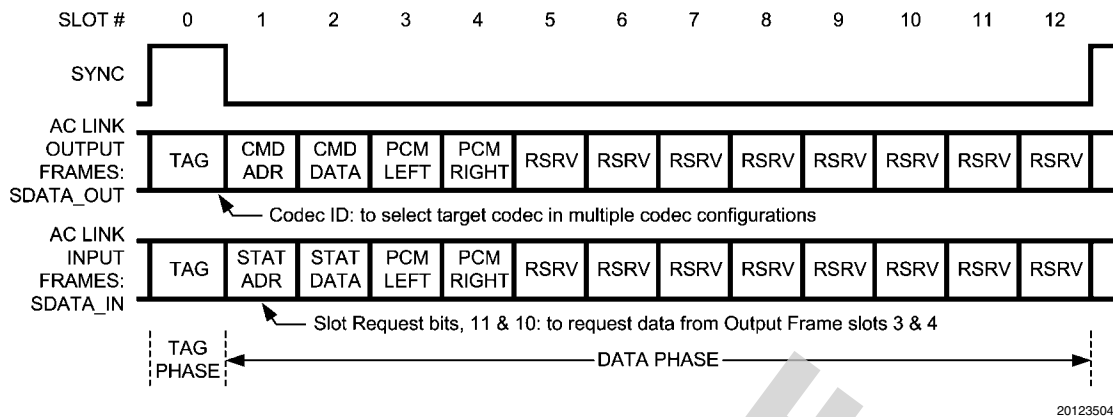 SLOT # 0 1 2 3 4 5 6 7 8 9 10 11 12
SYNC
AC LINK
OUTPUT
FRAMES:
SDATA_OUT
TAG CMD ADR CMD DATA PCM LEFT PCM RIGHT RSRV RSRV RSRV RSRV RSRV RSRV RSRV RSRV
Codec ID: to select target codec in multiple codec configurations
AC LINK
INPUT
FRAMES:
SDATA_IN
TAG STAT ADR STAT DATA PCM LEFT PCM RIGHT RSRV RSRV RSRV RSRV RSRV RSRV RSRV RSRV
Slot Request bits, 11 & 10: to request data from Output Frame slots 3 & 4
TAG
PHASE
DATA PHASE
20123504